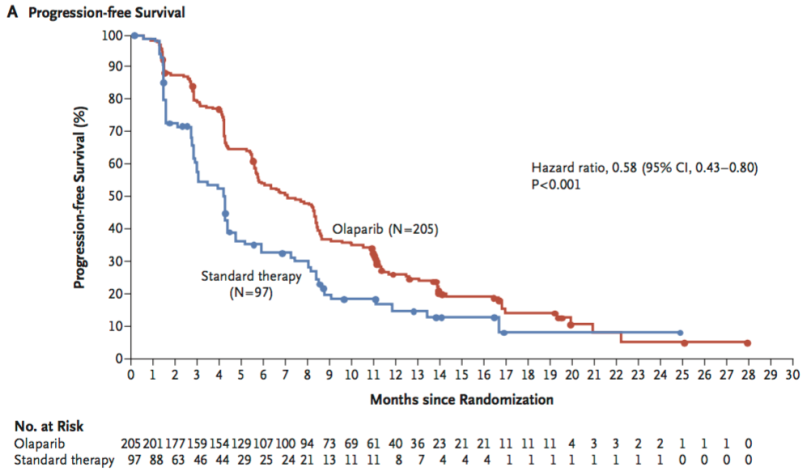 A Progression-free Survival
Progression-free Survival (%)
100
90
80
70
60
50
40
30
20
10
0
Hazard ratio, 0.58 (95% CI, 0.43–0.80)
P<0.001
Olaparib (N=205)
Standard therapy
(N=97)
0 1 2 3 4 5 6 7 8 9 10 11 12 13 14 15 16 17 18 19 20 21 22 23 24 25 26 27 28 29 30
Months since Randomization
No. at Risk
Olaparib 205 201 177 159 154 129 107 100 94 73 69 61 40 36 23 21 21 11 11 11 4 3 3 2 2 1 1 1 0
Standard therapy 97 88 63 46 44 29 25 24 21 13 11 11 8 7 4 4 4 1 1 1 1 1 1 1 1 0 0 0 0